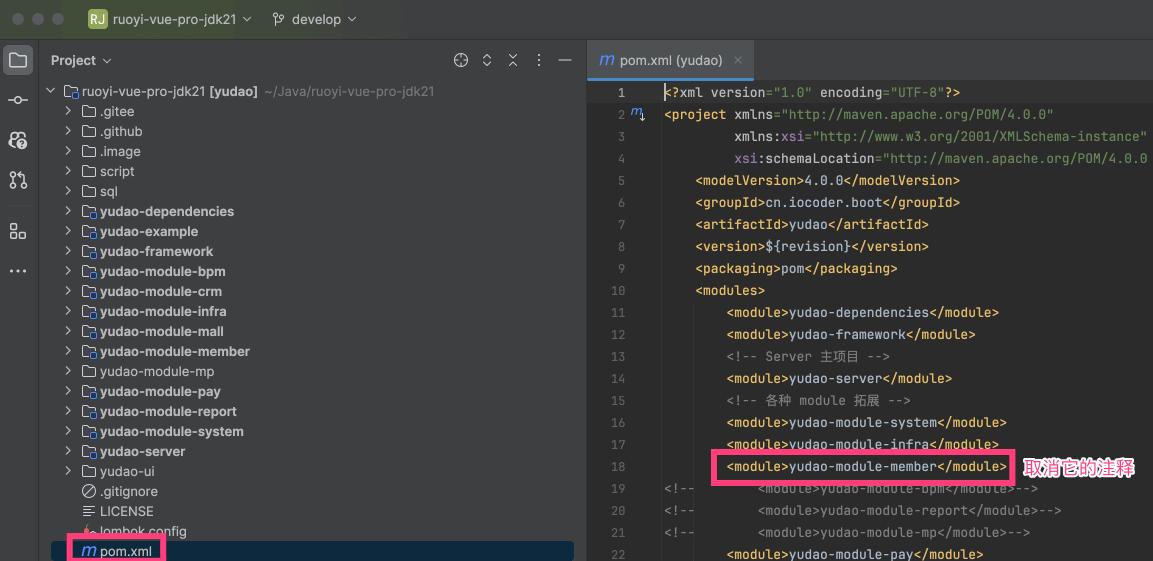 RJ ruoyi-vue-pro-jdk21 develop
Project
ruoyi-vue-pro-jdk21 [yudao] ~/Java/ruoyi-vue-pro-jdk21
.gitee
.github
.image
script
sql
yudao-dependencies
yudao-example
yudao-framework
yudao-module-bpm
yudao-module-crm
yudao-module-infra
yudao-module-mall
yudao-module-member
yudao-module-mp
yudao-module-pay
yudao-module-report
yudao-module-system
yudao-server
yudao-ui
.gitignore
LICENSE
lombok.config
m pom.xml
m pom.xml (yudao)
1 <?xml version="1.0" encoding="UTF-8"?>
2 <project xmlns="http://maven.apache.org/POM/4.0.0"
3 xmlns:xsi="http://www.w3.org/2001/XMLSchema-instance"
4 xsi:schemaLocation="http://maven.apache.org/POM/4.0.0
5 <modelVersion>4.0.0</modelVersion>
6 <groupId>cn.iocoder.boot</groupId>
7 <artifactId>yudao</artifactId>
8 <version>${revision}</version>
9 <packaging>pom</packaging>
10 <modules>
11 <module>yudao-dependencies</module>
12 <module>yudao-framework</module>
13 <!-- Server 主项目 -->
14 <module>yudao-server</module>
15 <!-- 各种 module 拓展 -->
16 <module>yudao-module-system</module>
17 <module>yudao-module-infra</module>
18 <module>yudao-module-member</module> 取消它的注释
19 <!-- <module>yudao-module-bpm</module>-->
20 <!-- <module>yudao-module-report</module>-->
21 <!-- <module>yudao-module-mp</module>-->
22 <module>yudao-module-pay</module>